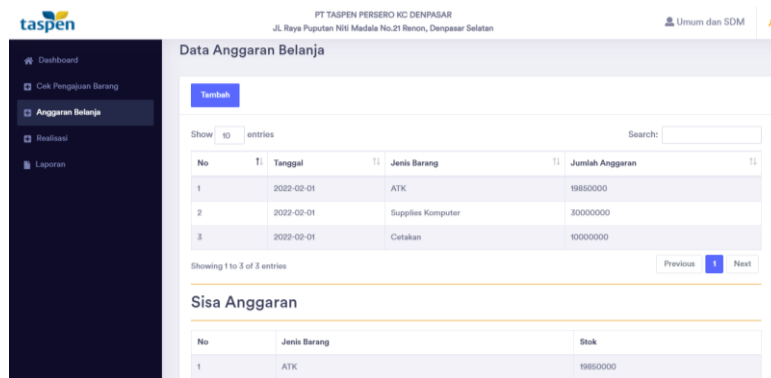 taspen
PT TASPEN PERSERO KC DENPASAR
JL Raya Puputan Niti Madala No.21 Renon, Denpasar Selatan
Umum dan SDM
Dashboard
Cek Pengajuan Barang
Anggaran Belanja
Realisasi
Laporan
Data Anggaran Belanja
Tambah
Show 10 entries
Search:
No Tanggal Jenis Barang Jumlah Anggaran
1 2022-02-01 ATK 19850000
2 2022-02-01 Supplies Komputer 30000000
3 2022-02-01 Cetakan 10000000
Showing 1 to 3 of 3 entries
Previous 1 Next
Sisa Anggaran
No Jenis Barang Stok
1 ATK 19850000